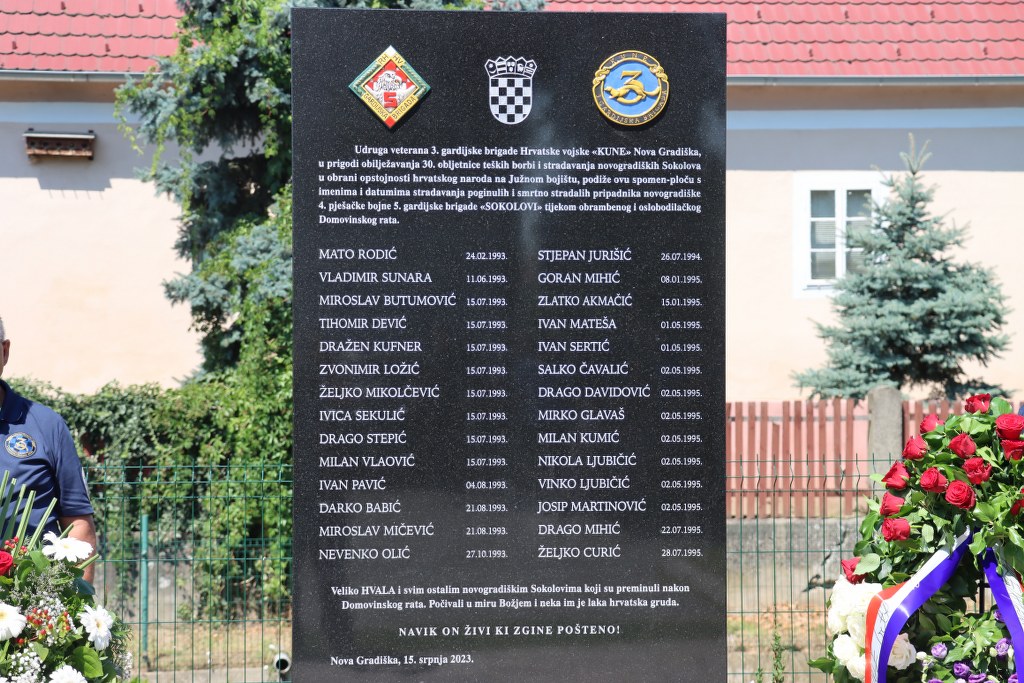 PH HV
5
GARDIJSKA BRIGADA
KUNE
3
GARDIJSKA BRIGADA
Udruga veterana 3. gardijske brigade Hrvatske vojske «KUNE» Nova Gradiška,
u prigodi obilježavanja 30. obljetnice teških borbi i stradavanja novogradiških Sokolova
u obrani opstojnosti hrvatskog naroda na Južnom bojištu, podiže ovu spomen-ploču s
imenima i datumima stradavanja poginulih i smrtno stradalih pripadnika novogradiške
4. pješačke bojne 5. gardijske brigade «SOKOLOVI» tijekom obrambenog i oslobodilačkog
Domovinskog rata.
MATO RODIĆ 24.02.1993.
VLADIMIR SUNARA 11.06.1993.
MIROSLAV BUTUMOVIĆ 15.07.1993.
TIHOMIR DEVIĆ 15.07.1993.
DRAŽEN KUFNER 15.07.1993.
ZVONIMIR LOŽIĆ 15.07.1993.
ŽELJKO MIKOLČEVIĆ 15.07.1993.
IVICA SEKULIĆ 15.07.1993.
DRAGO STEPIĆ 15.07.1993.
MILAN VLAOVIĆ 15.07.1993.
IVAN PAVIĆ 04.08.1993.
DARKO BABIĆ 21.08.1993.
MIROSLAV MIČEVIĆ 21.08.1993.
NEVENKO OLIĆ 27.10.1993.
STJEPAN JURIŠIĆ 26.07.1994.
GORAN MIHIĆ 08.01.1995.
ZLATKO AKMAČIĆ 15.01.1995.
IVAN MATEŠA 01.05.1995.
IVAN SERTIĆ 01.05.1995.
SALKO ČAVALIĆ 02.05.1995.
DRAGO DAVIDOVIĆ 02.05.1995.
MIRKO GLAVAŠ 02.05.1995.
MILAN KUMIĆ 02.05.1995.
NIKOLA LJUBIČIĆ 02.05.1995.
VINKO LJUBIČIĆ 02.05.1995.
JOSIP MARTINOVIĆ 02.05.1995.
DRAGO MIHIĆ 22.07.1995.
ŽELJKO CURIĆ 28.07.1995.
Veliko HVALA i svim ostalim novogradiškim Sokolovima koji su preminuli nakon
Domovinskog rata. Počivali u miru Božjem i neka im je laka hrvatska gruda.
NAVIK ON ŽIVI KI ZGINE POŠTENO!
Nova Gradiška, 15. srpnja 2023.